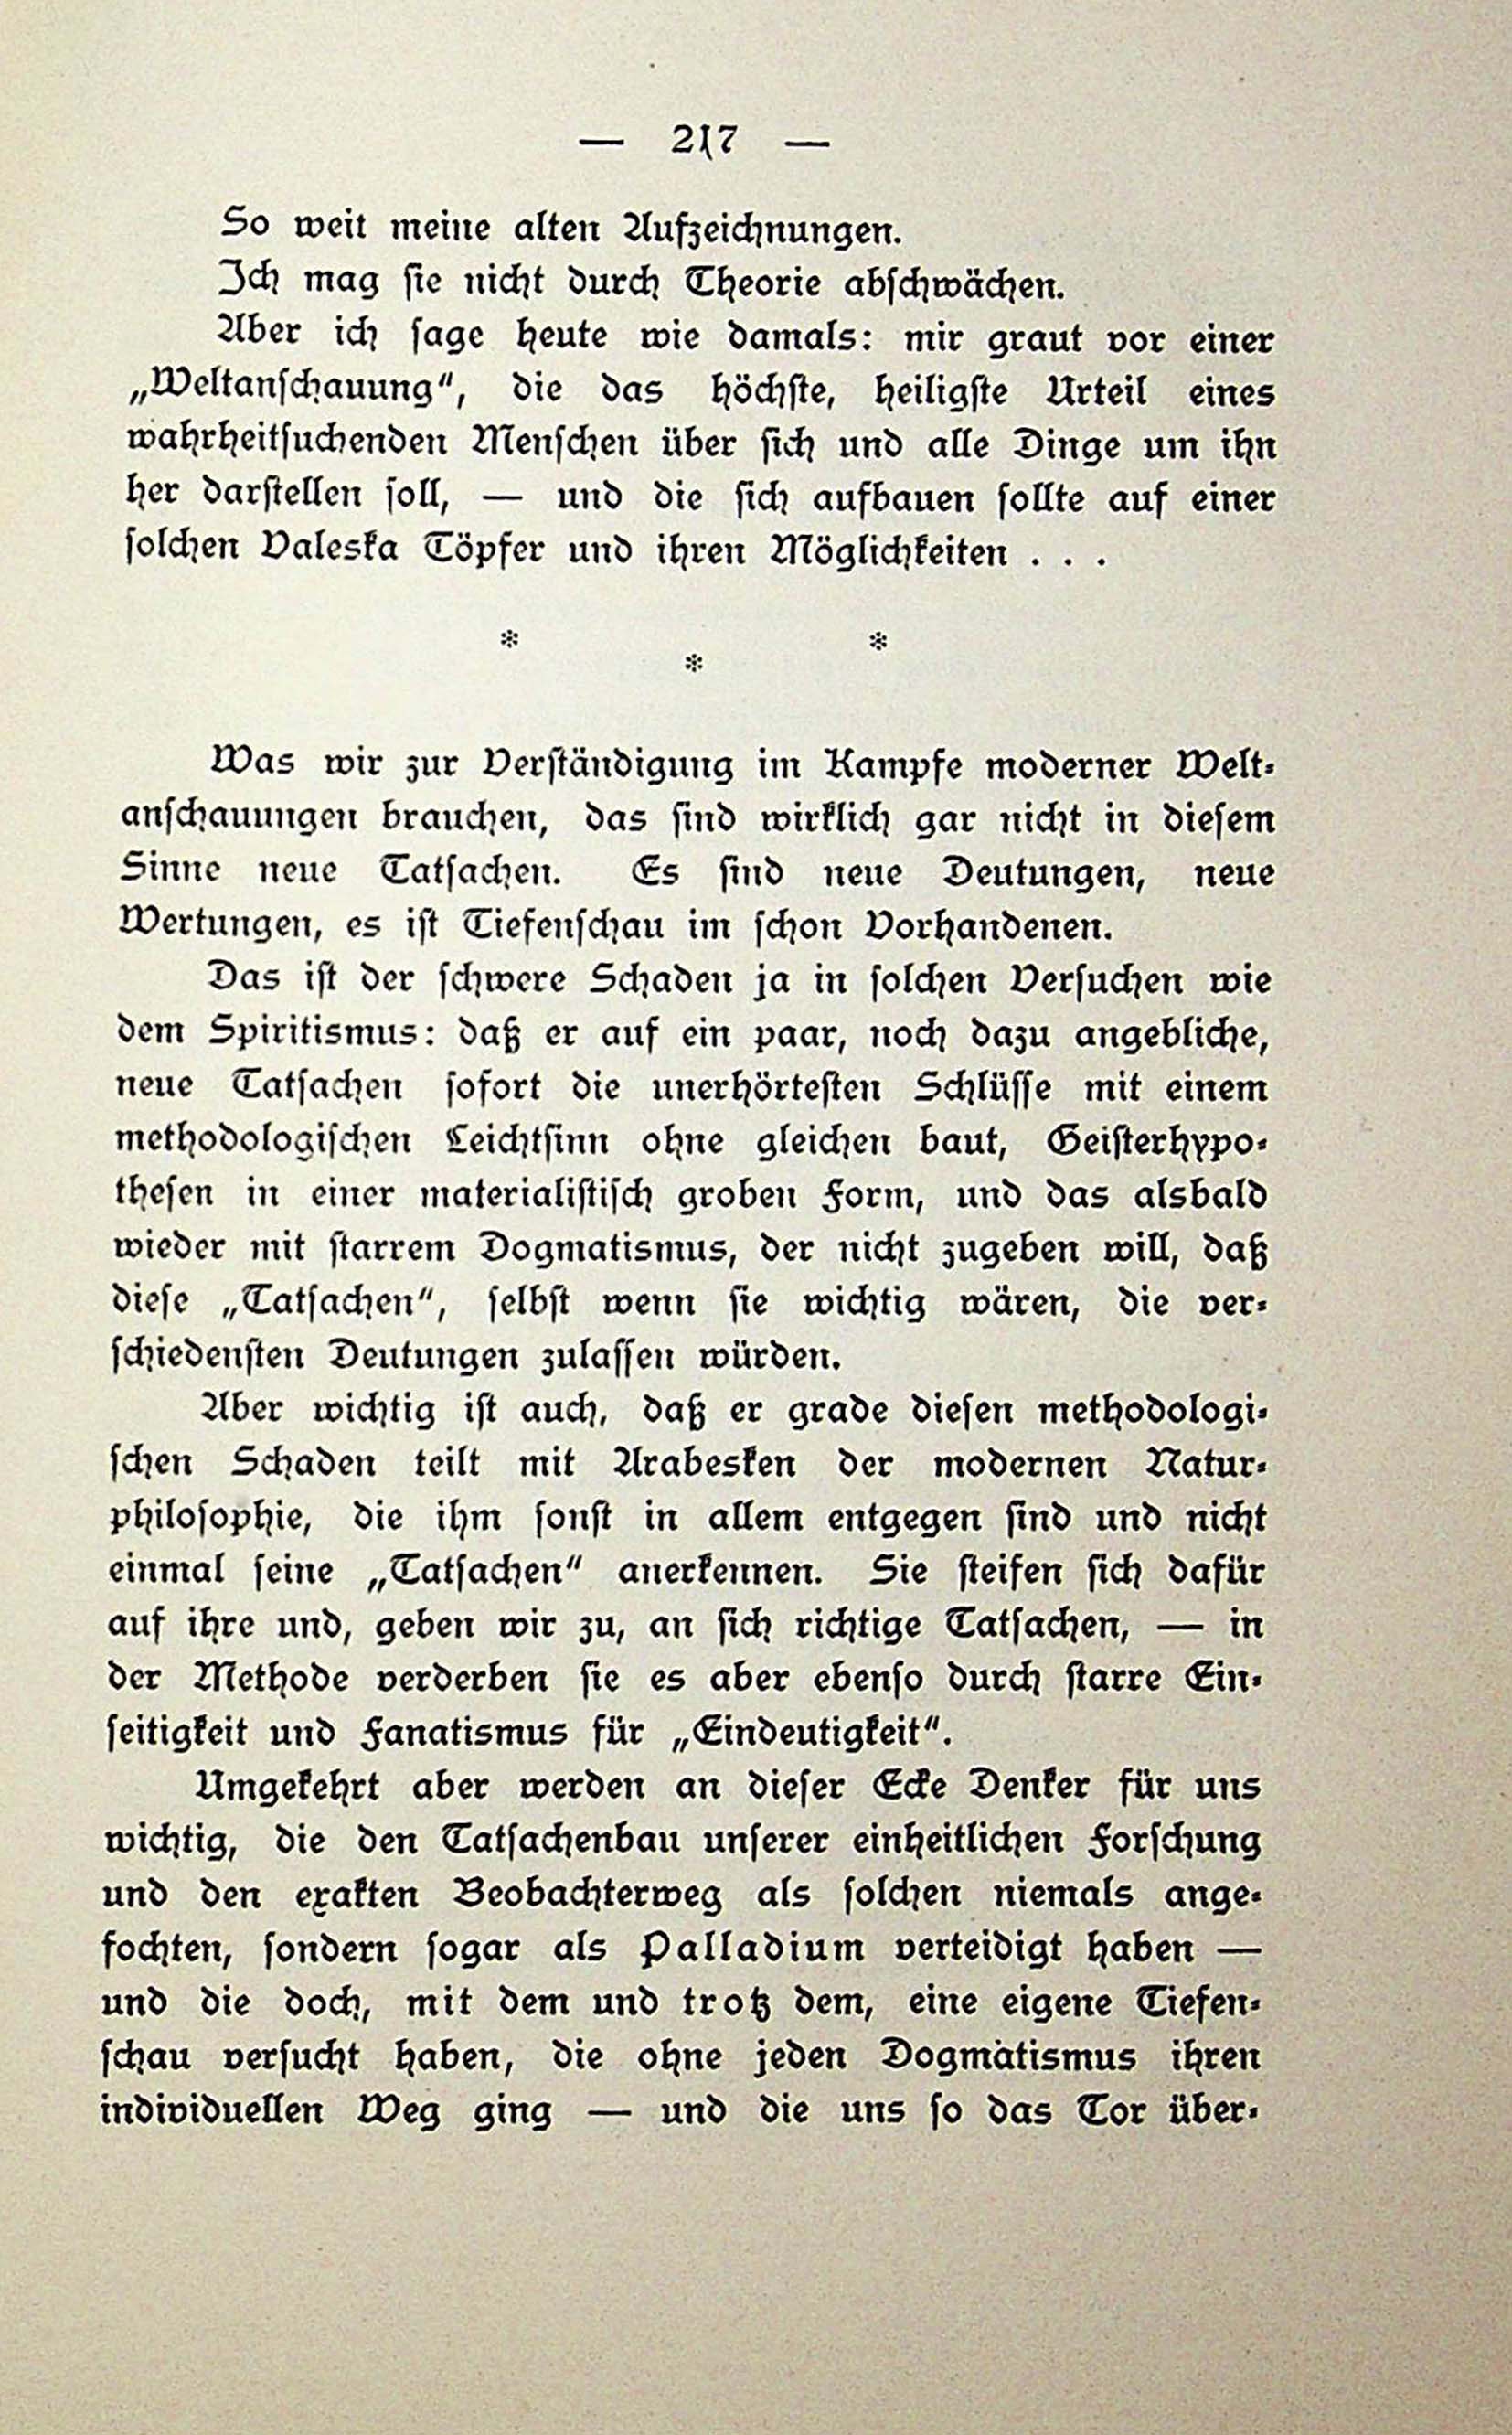 — 217 —
So weit meine alten Aufzeichnungen.
Ich mag sie nicht durch Theorie abschwächen.
Aber ich sage heute wie damals: mir graut vor einer
„Weltanschauung“, die das höchste, heiligste Urteil eines
wahrheitsuchenden Menschen über sich und alle Dinge um ihn
her darstellen soll, — und die sich aufbauen sollte auf einer
solchen Valeska Töpfer und ihren Möglichkeiten . . .
* * *
Was wir zur Verständigung im Kampfe moderner Welt-
anschauungen brauchen, das sind wirklich gar nicht in diesem
Sinne neue Tatsachen. Es sind neue Deutungen, neue
Wertungen, es ist Tiefenschau im schon Vorhandenen.
Das ist der schwere Schaden ja in solchen Versuchen wie
dem Spiritismus: daß er auf ein paar, noch dazu angebliche,
neue Tatsachen sofort die unerhörtesten Schlüsse mit einem
methodologischen Leichtsinn ohne gleichen baut, Geisterhypo-
thesen in einer materialistisch groben Form, und das alsbald
wieder mit starrem Dogmatismus, der nicht zugeben will, daß
diese „Tatsachen“, selbst wenn sie wichtig wären, die ver-
schiedensten Deutungen zulassen würden.
Aber wichtig ist auch, daß er grade diesen methodologi-
schen Schaden teilt mit Arabesken der modernen Natur-
philosophie, die ihm sonst in allem entgegen sind und nicht
einmal seine „Tatsachen“ anerkennen. Sie steifen sich dafür
auf ihre und, geben wir zu, an sich richtige Tatsachen, — in
der Methode verderben sie es aber ebenso durch starre Ein-
seitigkeit und Fanatismus für „Eindeutigkeit“.
Umgekehrt aber werden an dieser Ecke Denker für uns
wichtig, die den Tatsachenbau unserer einheitlichen Forschung
und den exakten Beobachterweg als solchen niemals ange-
fochten, sondern sogar als Palladium verteidigt haben —
und die doch, mit dem und trotz dem, eine eigene Tiefen-
schau versucht haben, die ohne jeden Dogmatismus ihren
individuellen Weg ging — und die uns so das Tor über-